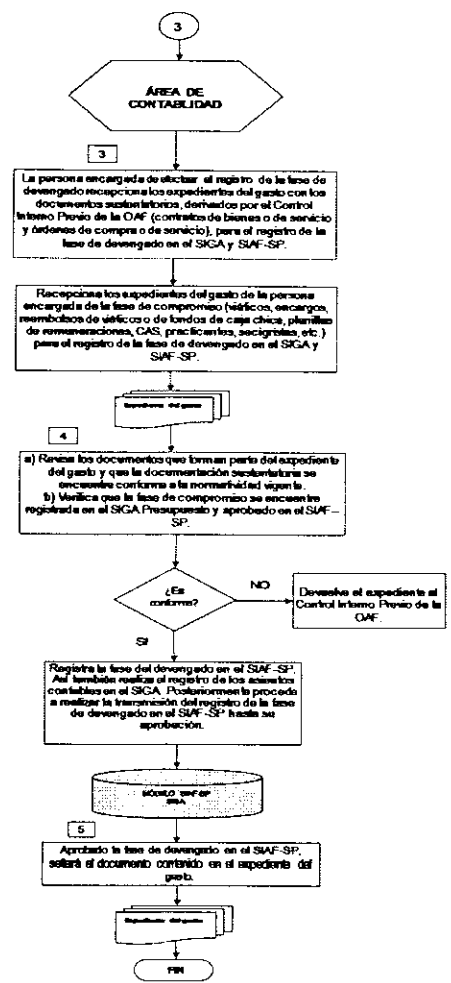 3
ÁREA DE
CONTABLIDAD
3
La persona encargada de efectuar el registro de la fase de
devengado recepciona los expedientes del gasto con los
documentos sustentatorios, derivados por el Control
Interno Previo de la OAF (contratos de bienes o de servicio
y órdenes de compra o de servicio), para el registro de la
fase de devengado en el SIGA y SIAF-SP.
Recepciona los expedientes del gasto de la persona
encargada de la fase de compromiso (viáticos, encargos,
reembolsos de viáticos o de fondos de caja chica, planillas
de remuneraciones, CAS, practicantes, secigristas, etc.)
para el registro de la fase de devengado en el SIGA y
SIAF-SP.
Expediente del gasto
4
a) Revisa los documentos que forman parte del expediente
del gasto y que la documentación sustentatoria se
encuentre conforme a la normatividad vigente.
b) Verifica que la fase de compromiso se encuentre
registrada en el SIGA Presupuesto y aprobado en el SIAF–
SP.
¿Es
conforme?
NO
Devuelve el expediente al
Control Interno Previo de la
OAF.
SI
Registra la fase del devengado en el SIAF-SP.
Así también realiza el registro de los asientos
contables en el SIGA. Posteriormente procede
a realizar la transmisión del registro de la fase
de devengado en el SIAF-SP hasta su
aprobación.
MÓDULO SIAF-SP
SIGA
5
Aprobado la fase de devengado en el SIAF-SP,
sellará el documento contenido en el expediente del
gasto.
Expediente del gasto
FIN